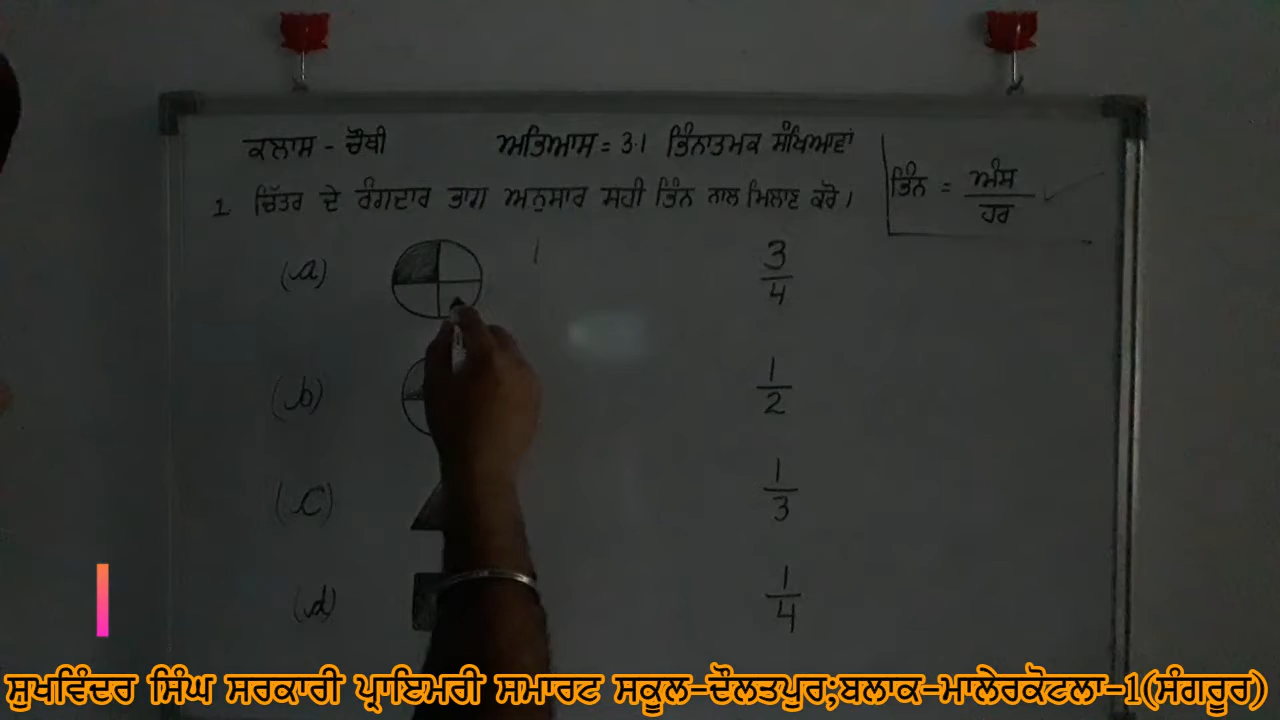 ਕਲਾਸ - ਚੌਥੀ ਅਭਿਆਸ = 3.1 ਭਿੰਨਾਤਮਕ ਸੰਖਿਆਵਾਂ
ਭਿੰਨ = ਅੰਸ਼/ਹਰ
1 ਚਿੱਤਰ ਦੇ ਰੰਗਦਾਰ ਭਾਗ ਅਨੁਸਾਰ ਸਹੀ ਭਿੰਨ ਨਾਲ ਮਿਲਾਣ ਕਰੋ।
(a) 1 3/4
(b) 1/2
(c) 1/3
(d) 1/4
ਸੁਖਵਿੰਦਰ ਸਿੰਘ ਸਰਕਾਰੀ ਪ੍ਰਾਇਮਰੀ ਸਮਾਰਟ ਸਕੂਲ-ਦੌਲਤਪੁਰ;ਬਲਾਕ-ਮਾਲੇਰਕੋਟਲਾ-1(ਸੰਗਰੂਰ)